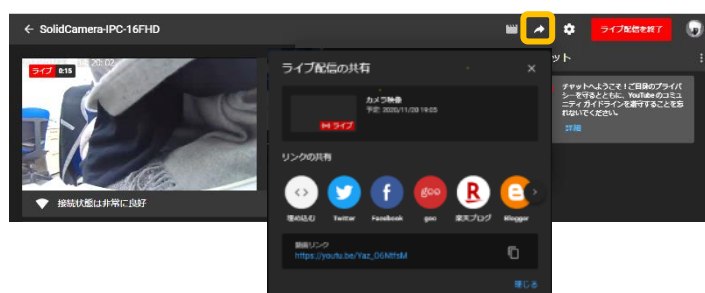 ← SolidCamera-IPC-16FHD
ライブ配信を終了
ライブ 0:15
20:02
接続状態は非常に良好
ライブ配信の共有
カメラ映像
予定: 2020/11/20 19:05
ライブ
リンクの共有
埋め込む
Twitter
Facebook
goo
楽天ブログ
Blogger
動画リンク
https://youtu.be/Yaz_O6NtfsM
閉じる
ット
チャットへようこそ！ご自身のプライバ
シーを守るとともに、YouTube のコミュ
ニティ ガイドラインを遵守することを忘
れないでください。
詳細